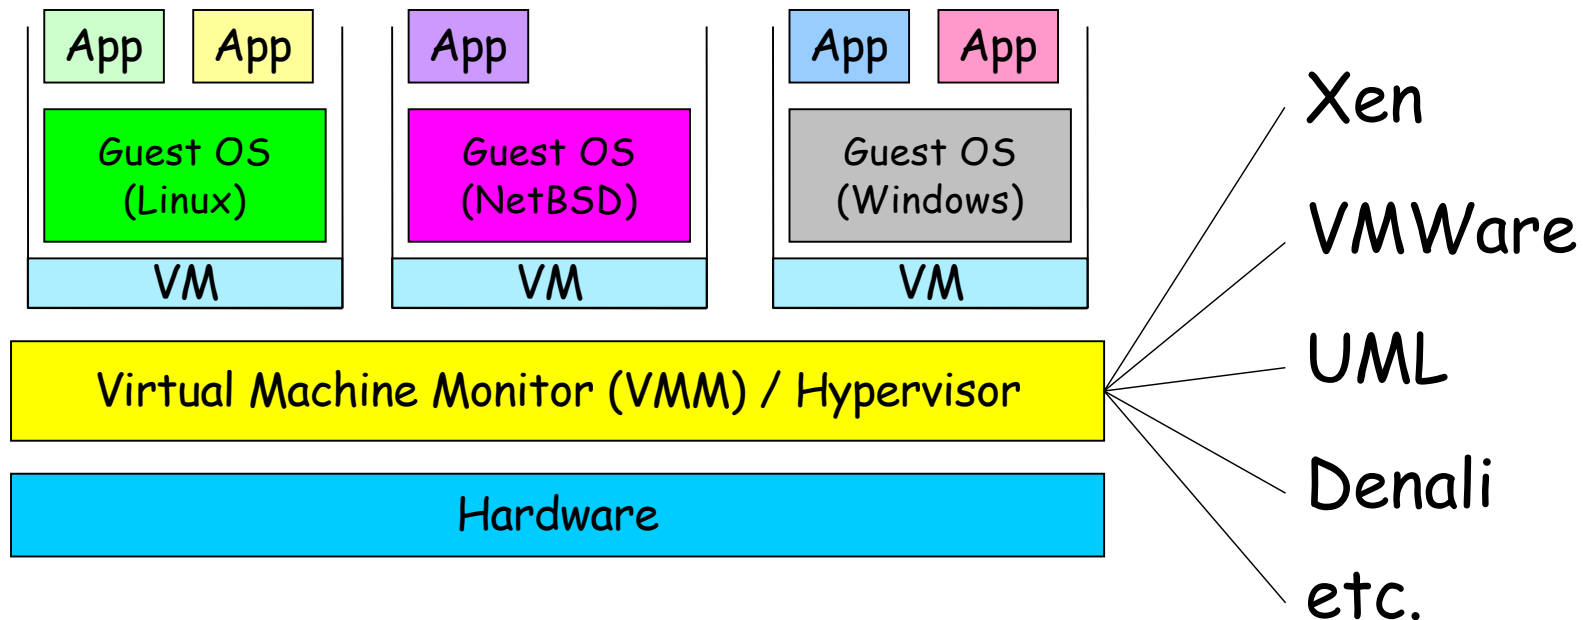 App
App
App
App
App
Guest OS
(Linux)
Guest OS
(NetBSD)
Guest OS
(Windows)
VM
VM
VM
Virtual Machine Monitor (VMM) / Hypervisor
Hardware
Xen
VMWare
UML
Denali
etc.